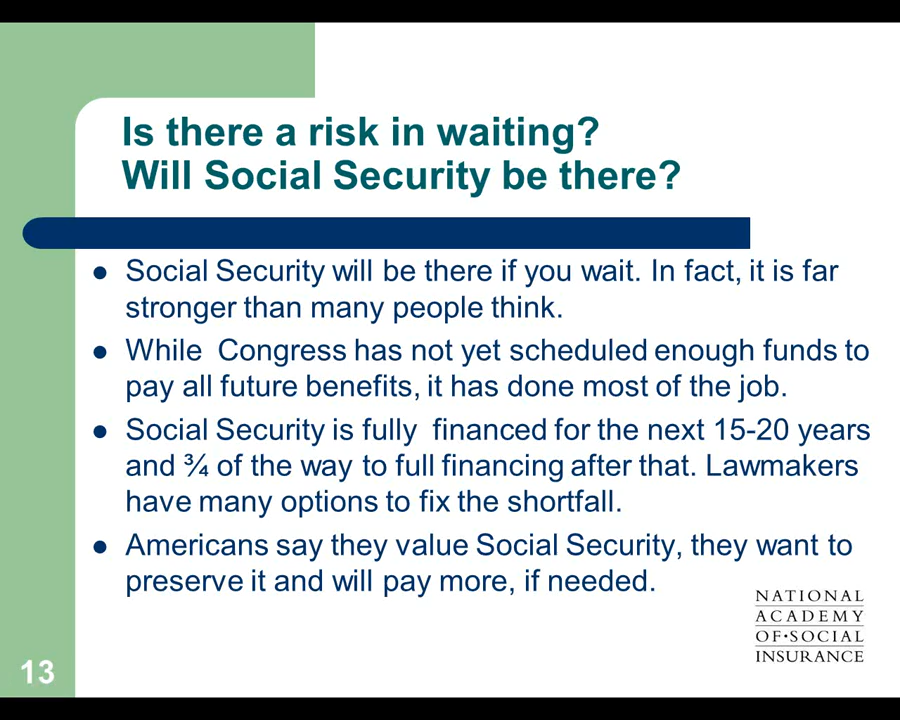 Is there a risk in waiting?
Will Social Security be there?
● Social Security will be there if you wait. In fact, it is far
stronger than many people think.
● While Congress has not yet scheduled enough funds to
pay all future benefits, it has done most of the job.
● Social Security is fully financed for the next 15-20 years
and ¾ of the way to full financing after that. Lawmakers
have many options to fix the shortfall.
● Americans say they value Social Security, they want to
preserve it and will pay more, if needed.
NATIONAL
ACADEMY
OF·SOCIAL
INSURANCE
13